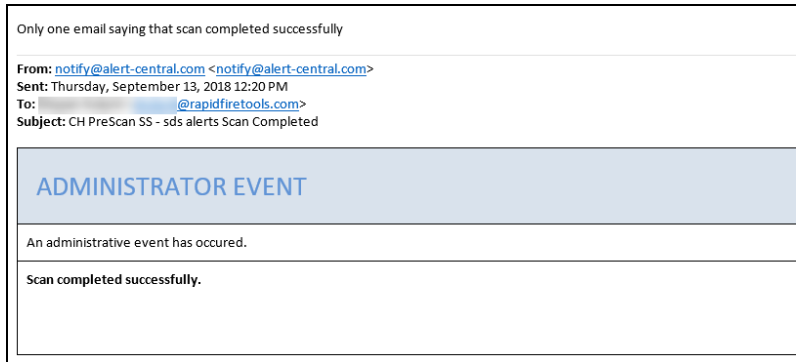 Only one email saying that scan completed successfully
From: notify@alert-central.com <notify@alert-central.com>
Sent: Thursday, September 13, 2018 12:20 PM
To: @rapidfiretools.com>
Subject: CH PreScan SS - sds alerts Scan Completed
ADMINISTRATOR EVENT
An administrative event has occured.
Scan completed successfully.